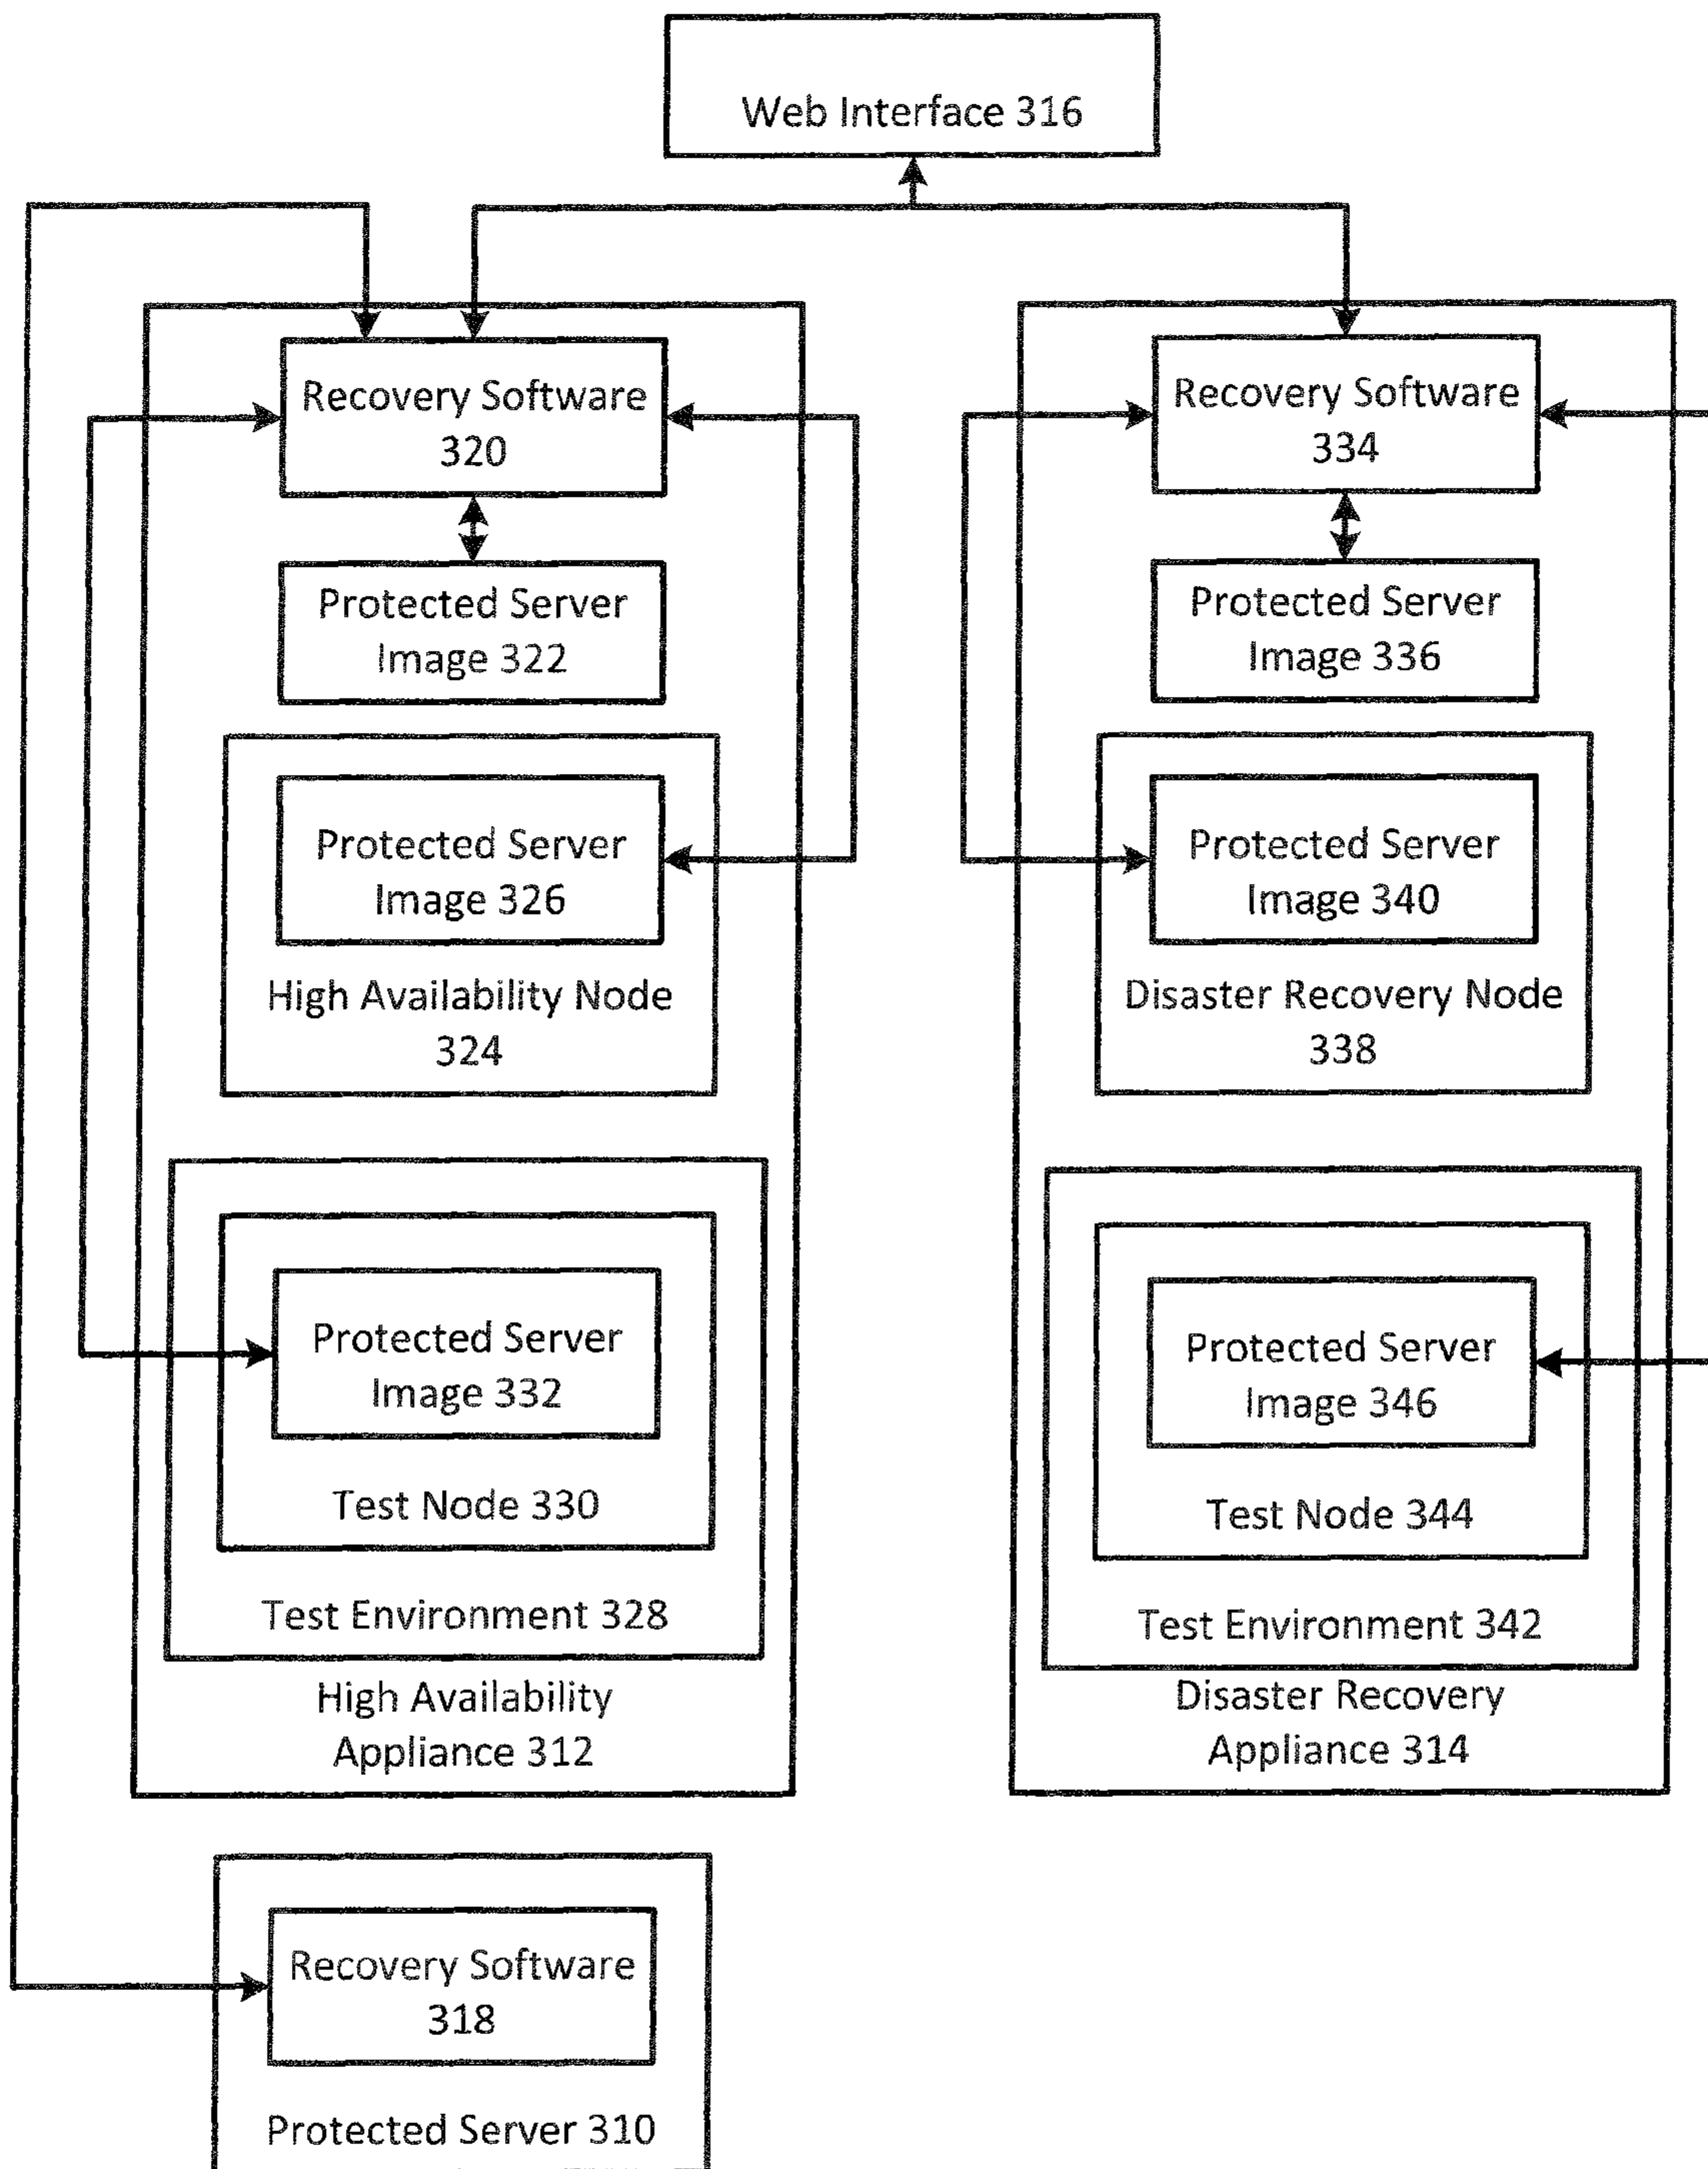 Web Interface 316
Recovery Software
320
Protected Server
Image 322
Protected Server
Image 326
High Availability Node
324
Protected Server
Image 332
Test Node 330
Test Environment 328
High Availability
Appliance 312
Recovery Software
334
Protected Server
Image 336
Protected Server
Image 340
Disaster Recovery Node
338
Protected Server
Image 346
Test Node 344
Test Environment 342
Disaster Recovery
Appliance 314
Recovery Software
318
Protected Server 310